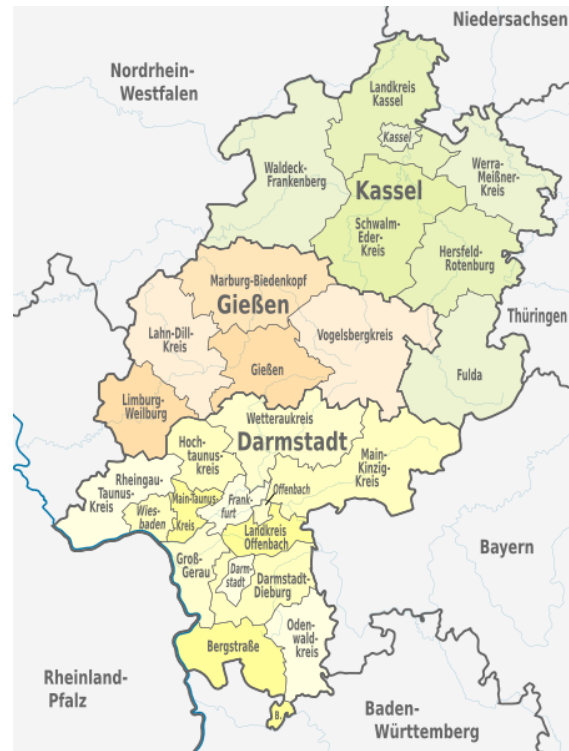 Niedersachsen
Nordrhein-
Westfalen
Landkreis
Kassel
Kassel
Waldeck-
Frankenberg
Werra-
Meißner-
Kreis
Kassel
Schwalm-
Eder-
Kreis
Hersfeld-
Rotenburg
Marburg-Biedenkopf
Gießen
Thüringen
Lahn-Dill-
Kreis
Vogelsbergkreis
Gießen
Fulda
Limburg-
Weilburg
Wetteraukreis
Darmstadt
Hoch-
taunus-
kreis
Main-
Kinzig-
Kreis
Rheingau-
Taunus-
Kreis
Main-Taunus-
Kreis
Frank-
furt
Offenbach
Wies-
baden
Landkreis
Offenbach
Bayern
Groß-
Gerau
Darm-
stadt
Darmstadt-
Dieburg
Oden-
wald-
kreis
Bergstraße
Rheinland-
Pfalz
B.
Baden-
Württemberg